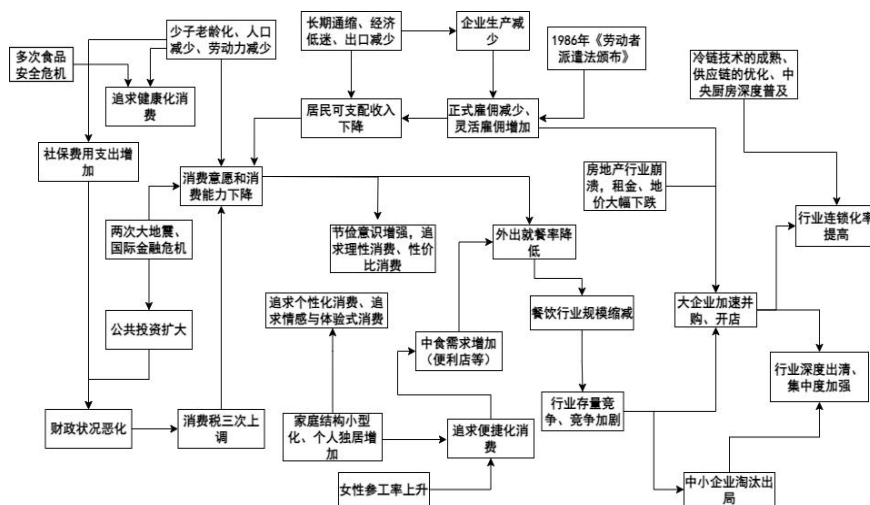 少子老龄化、人口
减少、劳动力减少
长期通缩、经济
低迷、出口减少
企业生产减
少
1986年《劳动者
派遣法颁布》
冷链技术的成熟、
供应链的优化、中
央厨房深度普及
多次食品
安全危机
追求健康化消
费
居民可支配收入
下降
正式雇佣减少、
灵活雇佣增加
社保费用支出增
加
消费意愿和消
费能力下降
房地产行业崩
溃，租金、地
价大幅下跌
行业连锁化率
提高
两次大地震、
国际金融危机
节俭意识增强，追
求理性消费、性价
比消费
外出就餐率降
低
追求个性化消费、追
求情感与体验式消费
餐饮行业规模缩减
大企业加速并
购、开店
公共投资扩大
中食需求增加
（便利店等）
行业深度出清、
集中度加强
财政状况恶化
消费税三次上
调
家庭结构小型
化、个人独居增
加
追求便捷化消
费
行业存量竞
争、竞争加剧
女性参工率上升
中小企业淘汰出
局